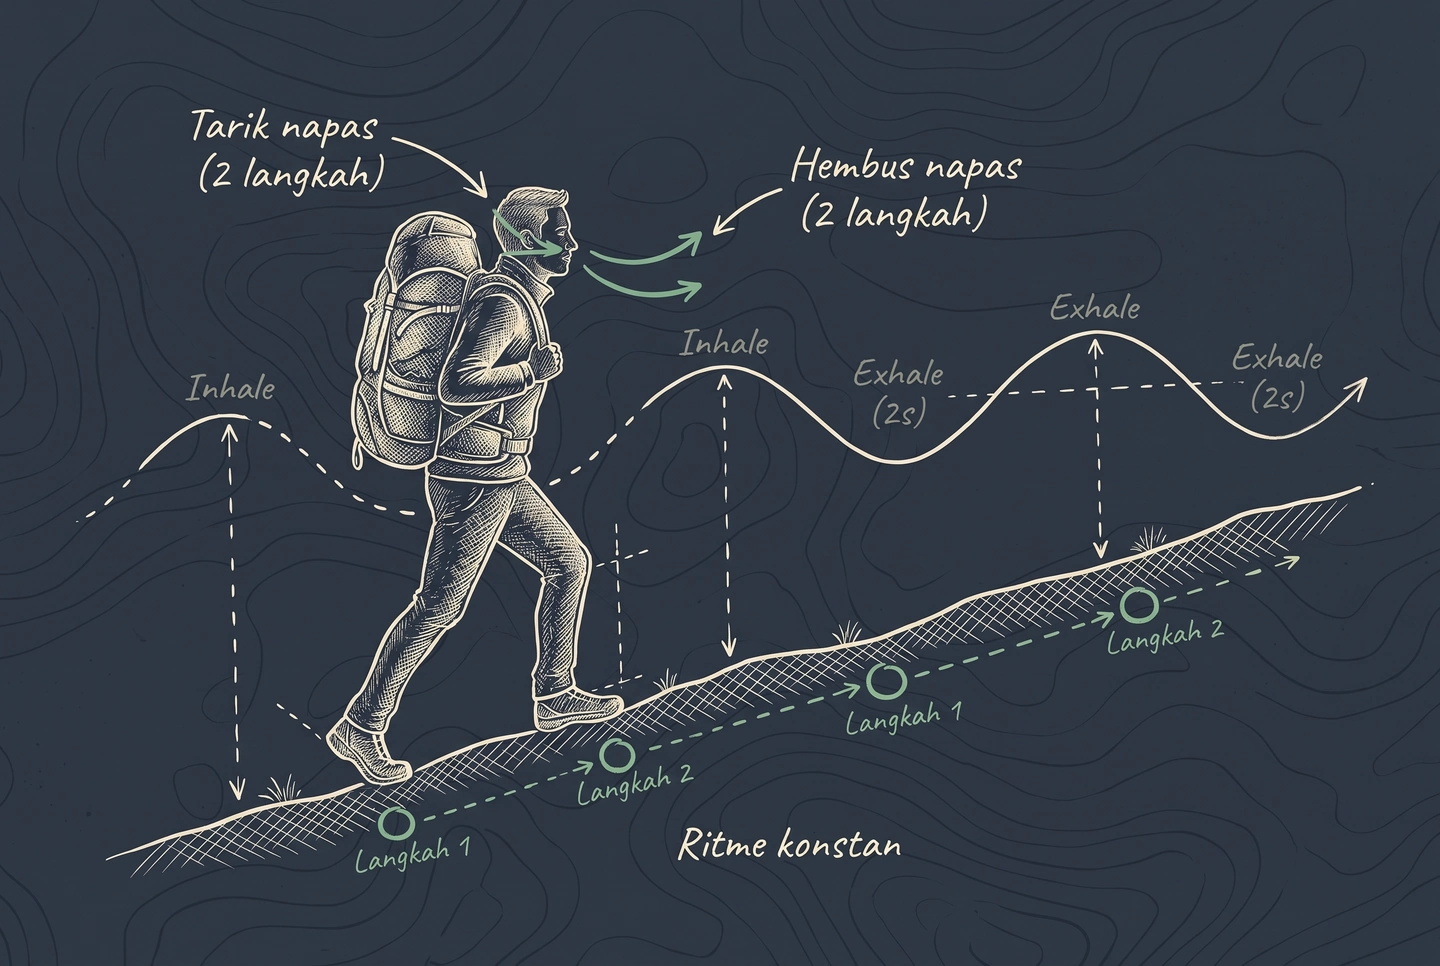 Tarik napas
(2 langkah)
Hembus napas
(2 langkah)
Inhale
Inhale
Exhale
(2s)
Exhale
Exhale
(2s)
Langkah 1
Langkah 2
Langkah 1
Langkah 2
Ritme konstan